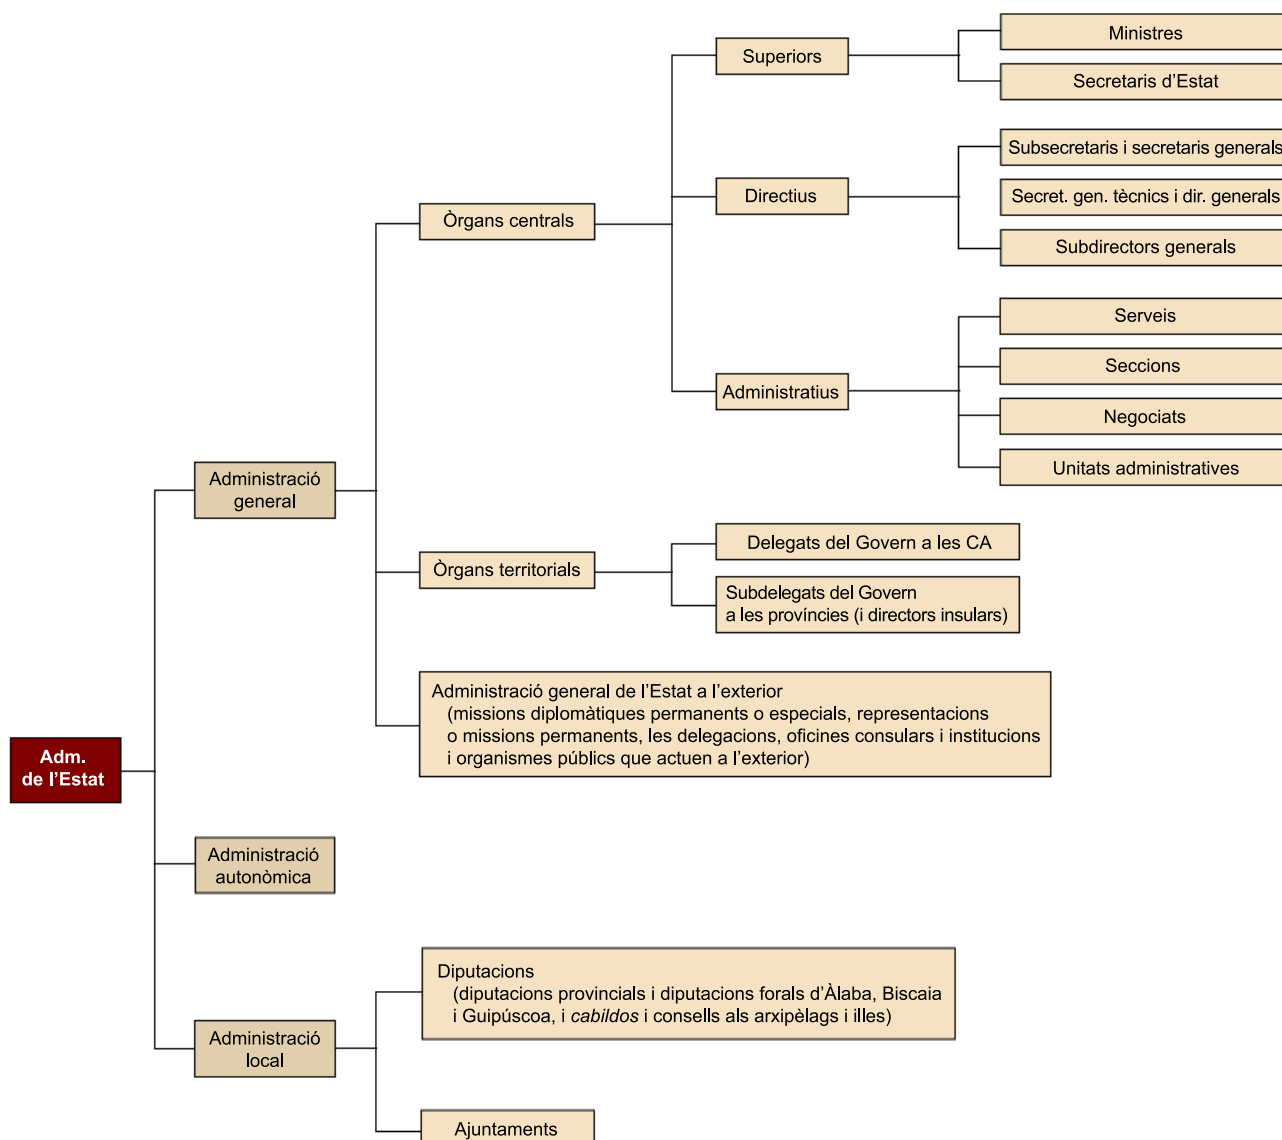 Adm.
de l’Estat
Administració
general
Òrgans centrals
Superiors
Ministres
Secretaris d’Estat
Directius
Subsecretaris i secretaris generals
Secret. gen. tècnics i dir. generals
Subdirectors generals
Administratius
Serveis
Seccions
Negociats
Unitats administratives
Òrgans territorials
Delegats del Govern a les CA
Subdelegats del Govern
a les províncies (i directors insulars)
Administració general de l’Estat a l’exterior
(missions diplomàtiques permanents o especials, representacions
o missions permanents, les delegacions, oficines consulars i institucions
i organismes públics que actuen a l’exterior)
Administració
autonòmica
Administració
local
Diputacions
(diputacions provincials i diputacions forals d’Àlaba, Biscaia
i Guipúscoa, i cabildos i consells als arxipèlags i illes)
Ajuntaments